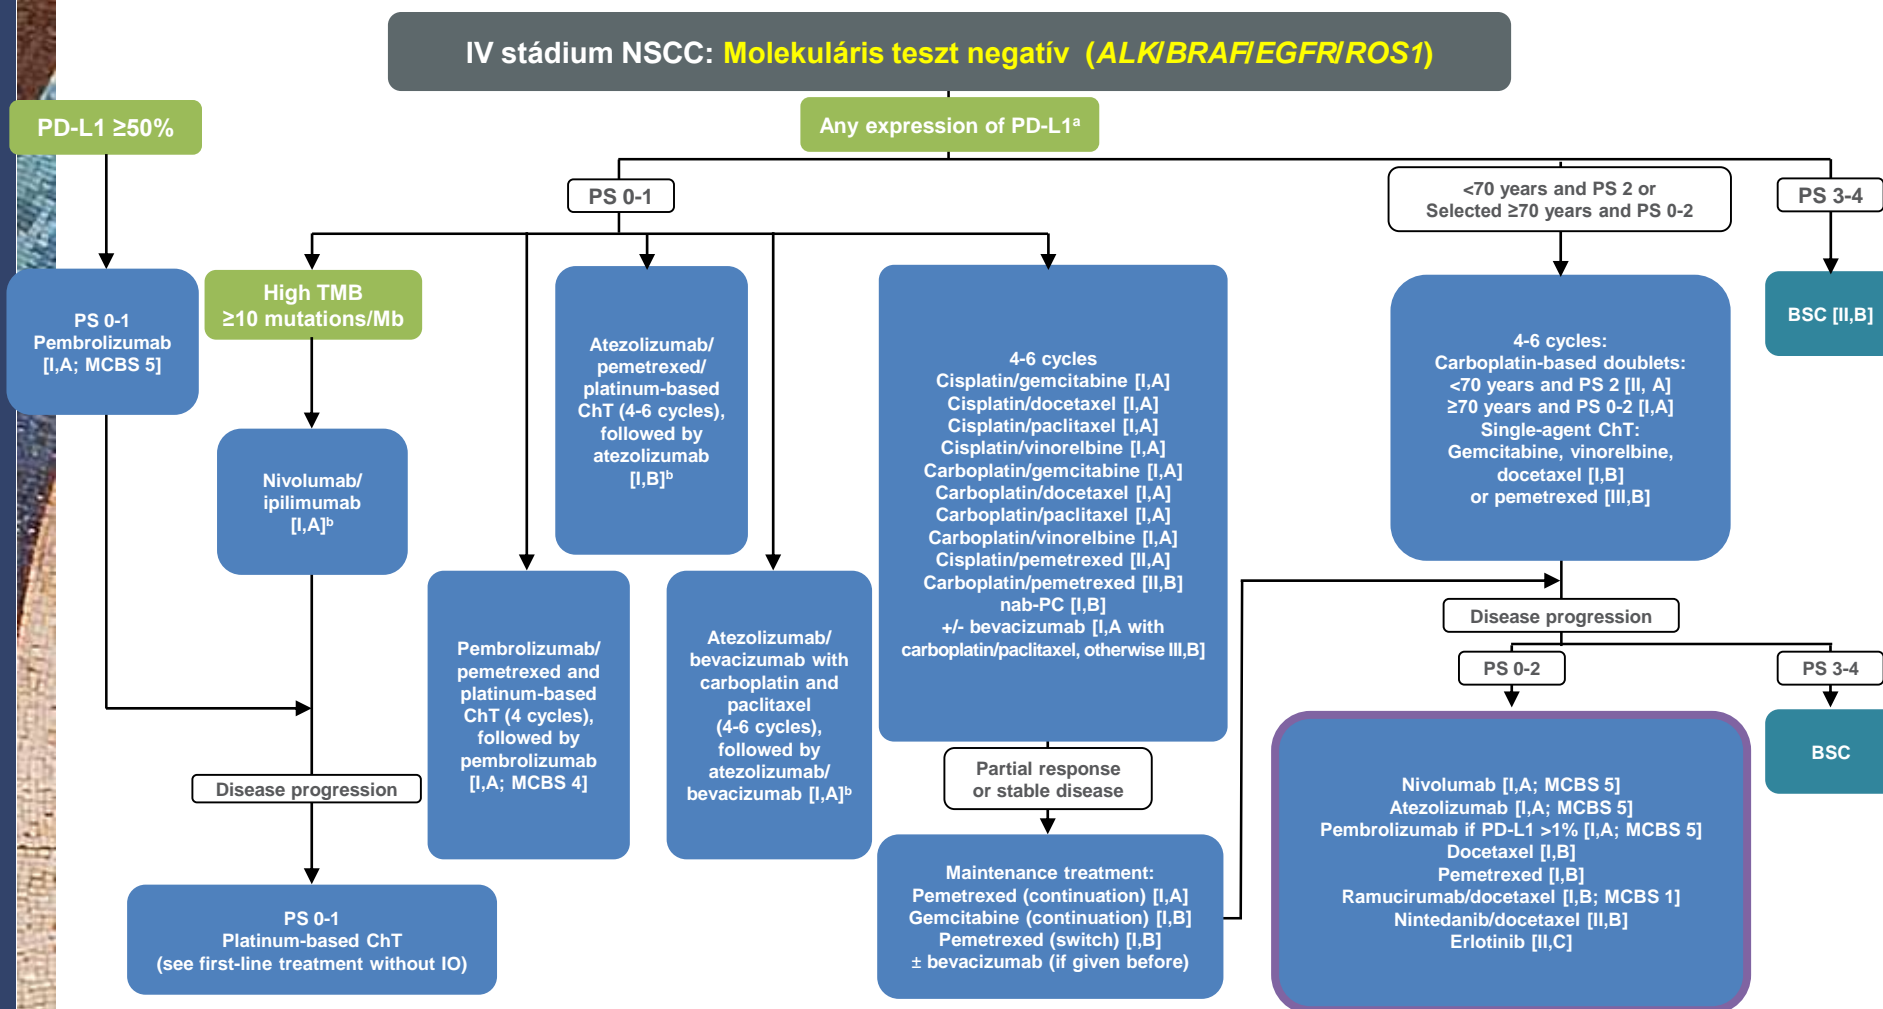 IV stádium NSCC: Molekuláris teszt negatív (ALK/BRAF/EGFR/ROS1)
PD-L1 ≥50%
Any expression of PD-L1ᵃ
PS 0-1
<70 years and PS 2 or
Selected ≥70 years and PS 0-2
PS 3-4
PS 0-1
Pembrolizumab
[I,A; MCBS 5]
High TMB
≥10 mutations/Mb
Nivolumab/
ipilimumab
[I,A]ᵇ
Atezolizumab/
pemetrexed/
platinum-based
ChT (4-6 cycles),
followed by
atezolizumab
[I,B]ᵇ
Pembrolizumab/
pemetrexed and
platinum-based
ChT (4 cycles),
followed by
pembrolizumab
[I,A; MCBS 4]
Atezolizumab/
bevacizumab with
carboplatin and
paclitaxel
(4-6 cycles),
followed by
atezolizumab/
bevacizumab [I,A]ᵇ
4-6 cycles
Cisplatin/gemcitabine [I,A]
Cisplatin/docetaxel [I,A]
Cisplatin/paclitaxel [I,A]
Cisplatin/vinorelbine [I,A]
Carboplatin/gemcitabine [I,A]
Carboplatin/docetaxel [I,A]
Carboplatin/paclitaxel [I,A]
Carboplatin/vinorelbine [I,A]
Cisplatin/pemetrexed [II,A]
Carboplatin/pemetrexed [II,B]
nab-PC [I,B]
+/- bevacizumab [I,A with
carboplatin/paclitaxel, otherwise III,B]
4-6 cycles:
Carboplatin-based doublets:
<70 years and PS 2 [II, A]
≥70 years and PS 0-2 [I,A]
Single-agent ChT:
Gemcitabine, vinorelbine,
docetaxel [I,B]
or pemetrexed [III,B]
BSC [II,B]
Disease progression
PS 0-2
PS 3-4
Disease progression
Partial response
or stable disease
PS 0-1
Platinum-based ChT
(see first-line treatment without IO)
Maintenance treatment:
Pemetrexed (continuation) [I,A]
Gemcitabine (continuation) [I,B]
Pemetrexed (switch) [I,B]
± bevacizumab (if given before)
Nivolumab [I,A; MCBS 5]
Atezolizumab [I,A; MCBS 5]
Pembrolizumab if PD-L1 >1% [I,A; MCBS 5]
Docetaxel [I,B]
Pemetrexed [I,B]
Ramucirumab/docetaxel [I,B; MCBS 1]
Nintedanib/docetaxel [II,B]
Erlotinib [II,C]
BSC